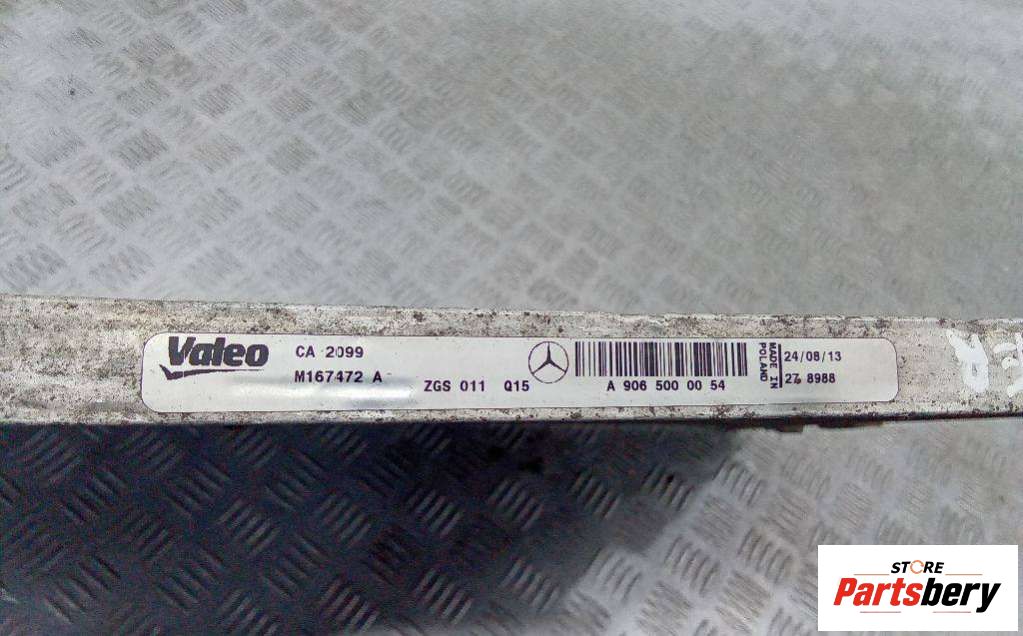 Valeo
CA 2099
M167472 A
ZGS 011 Q15
A 906 500 00 54
MADE IN
POLAND
24/08/13
8988
STORE
Partsbery